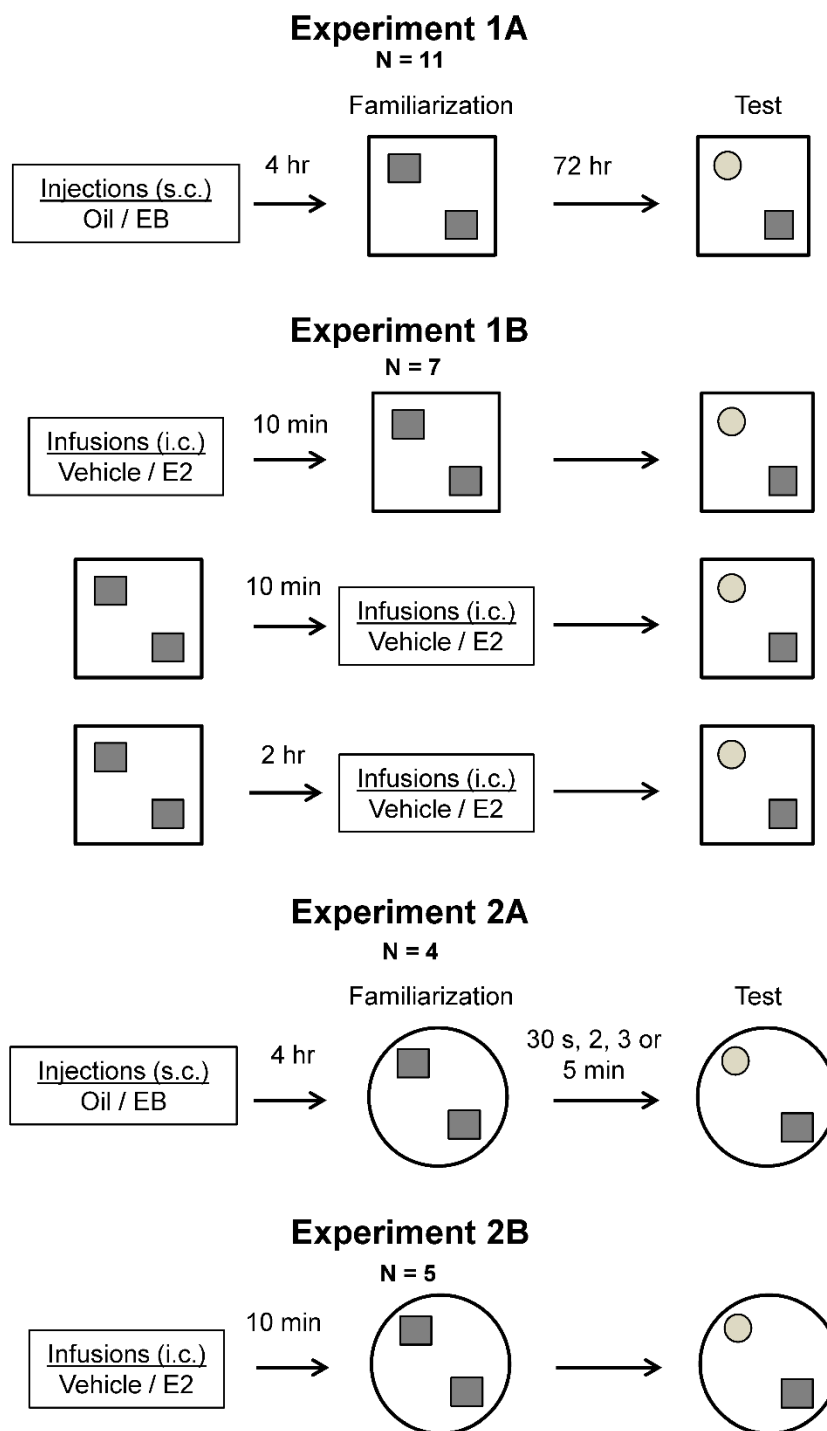 Experiment 1A
N = 11
Familiarization
Test
Injections (s.c.)
Oil / EB
4 hr
72 hr
Experiment 1B
N = 7
Infusions (i.c.)
Vehicle / E2
10 min
10 min
Infusions (i.c.)
Vehicle / E2
2 hr
Infusions (i.c.)
Vehicle / E2
Experiment 2A
N = 4
Familiarization
Test
Injections (s.c.)
Oil / EB
4 hr
30 s, 2, 3 or
5 min
Experiment 2B
N = 5
Infusions (i.c.)
Vehicle / E2
10 min